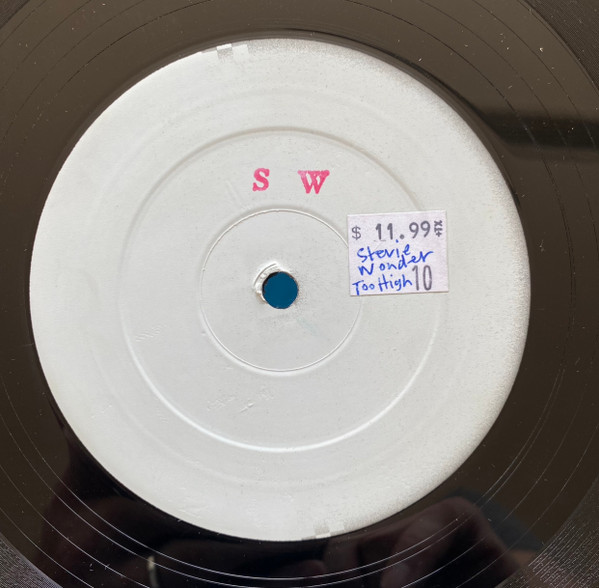 S W
$ 11.99
Stevie
Wonder
Too High 10